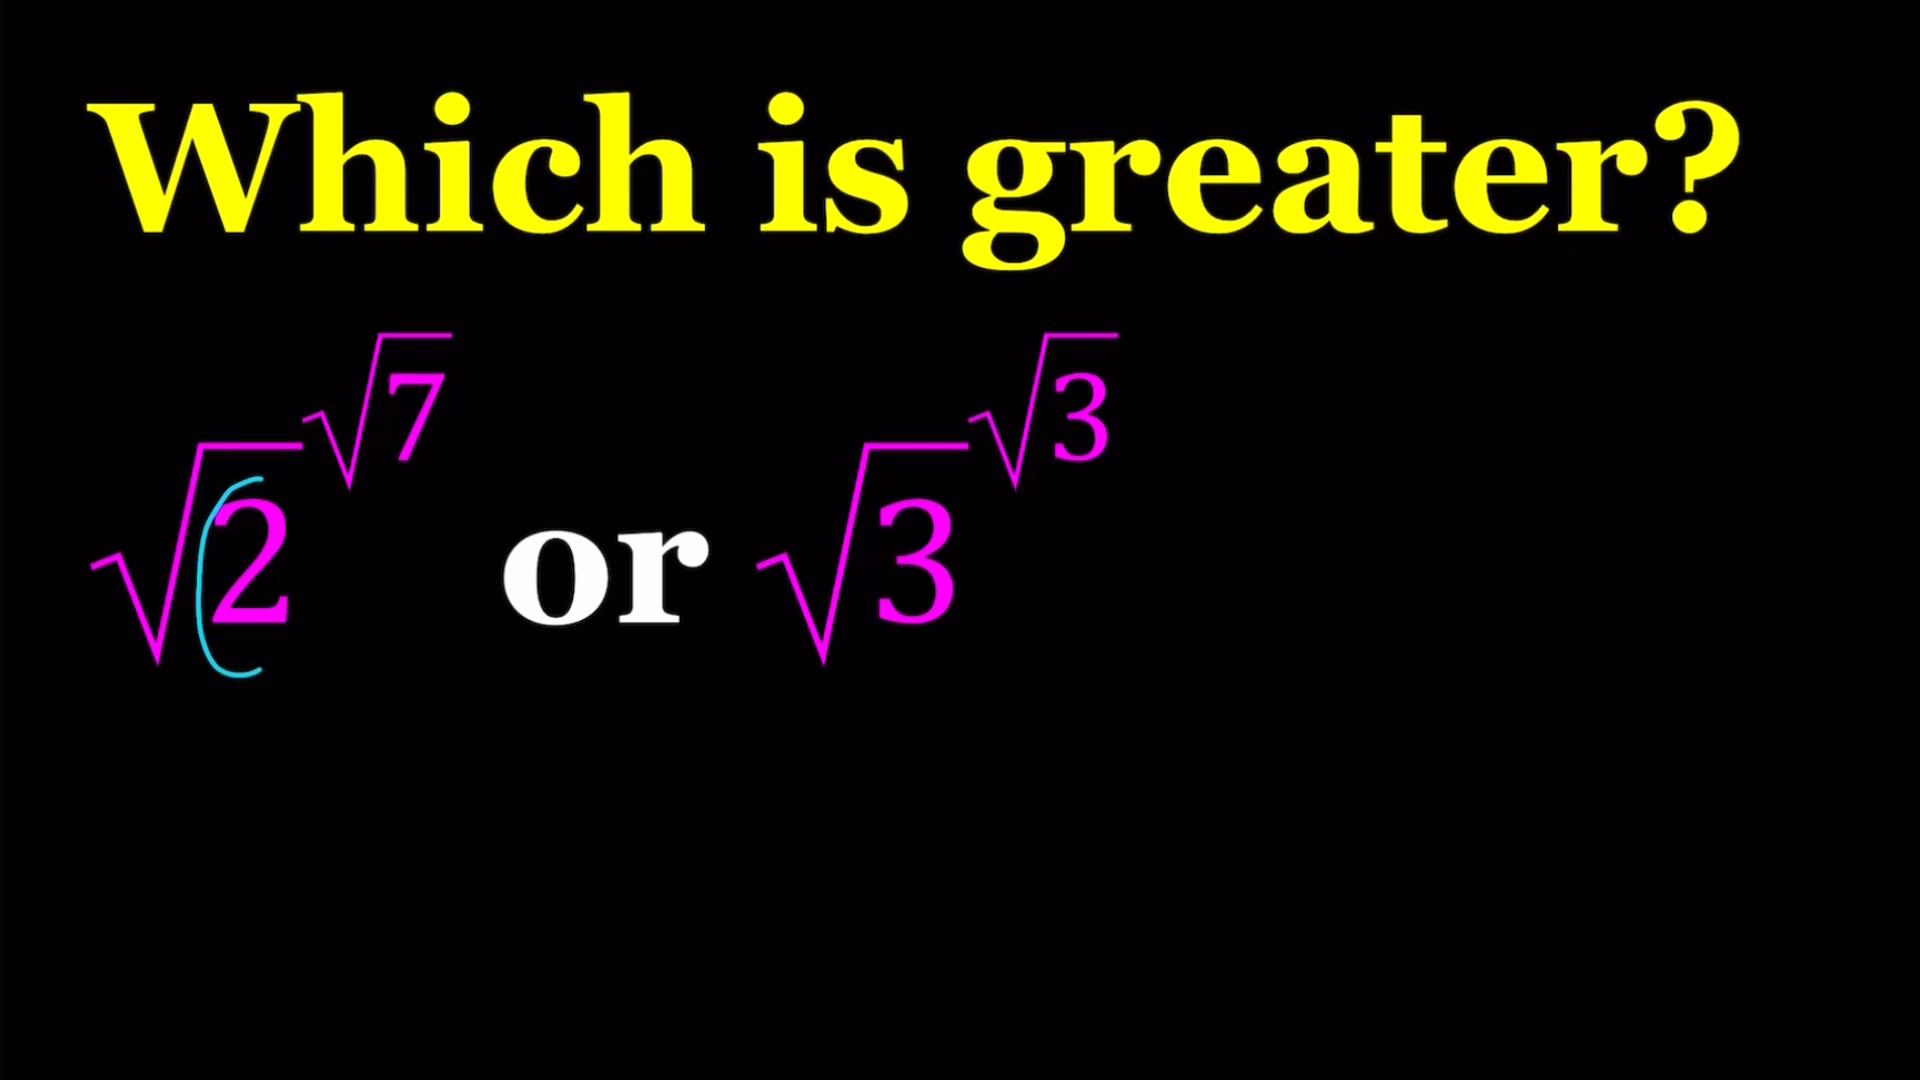 Which is greater?
√2^√7 or √3^√3